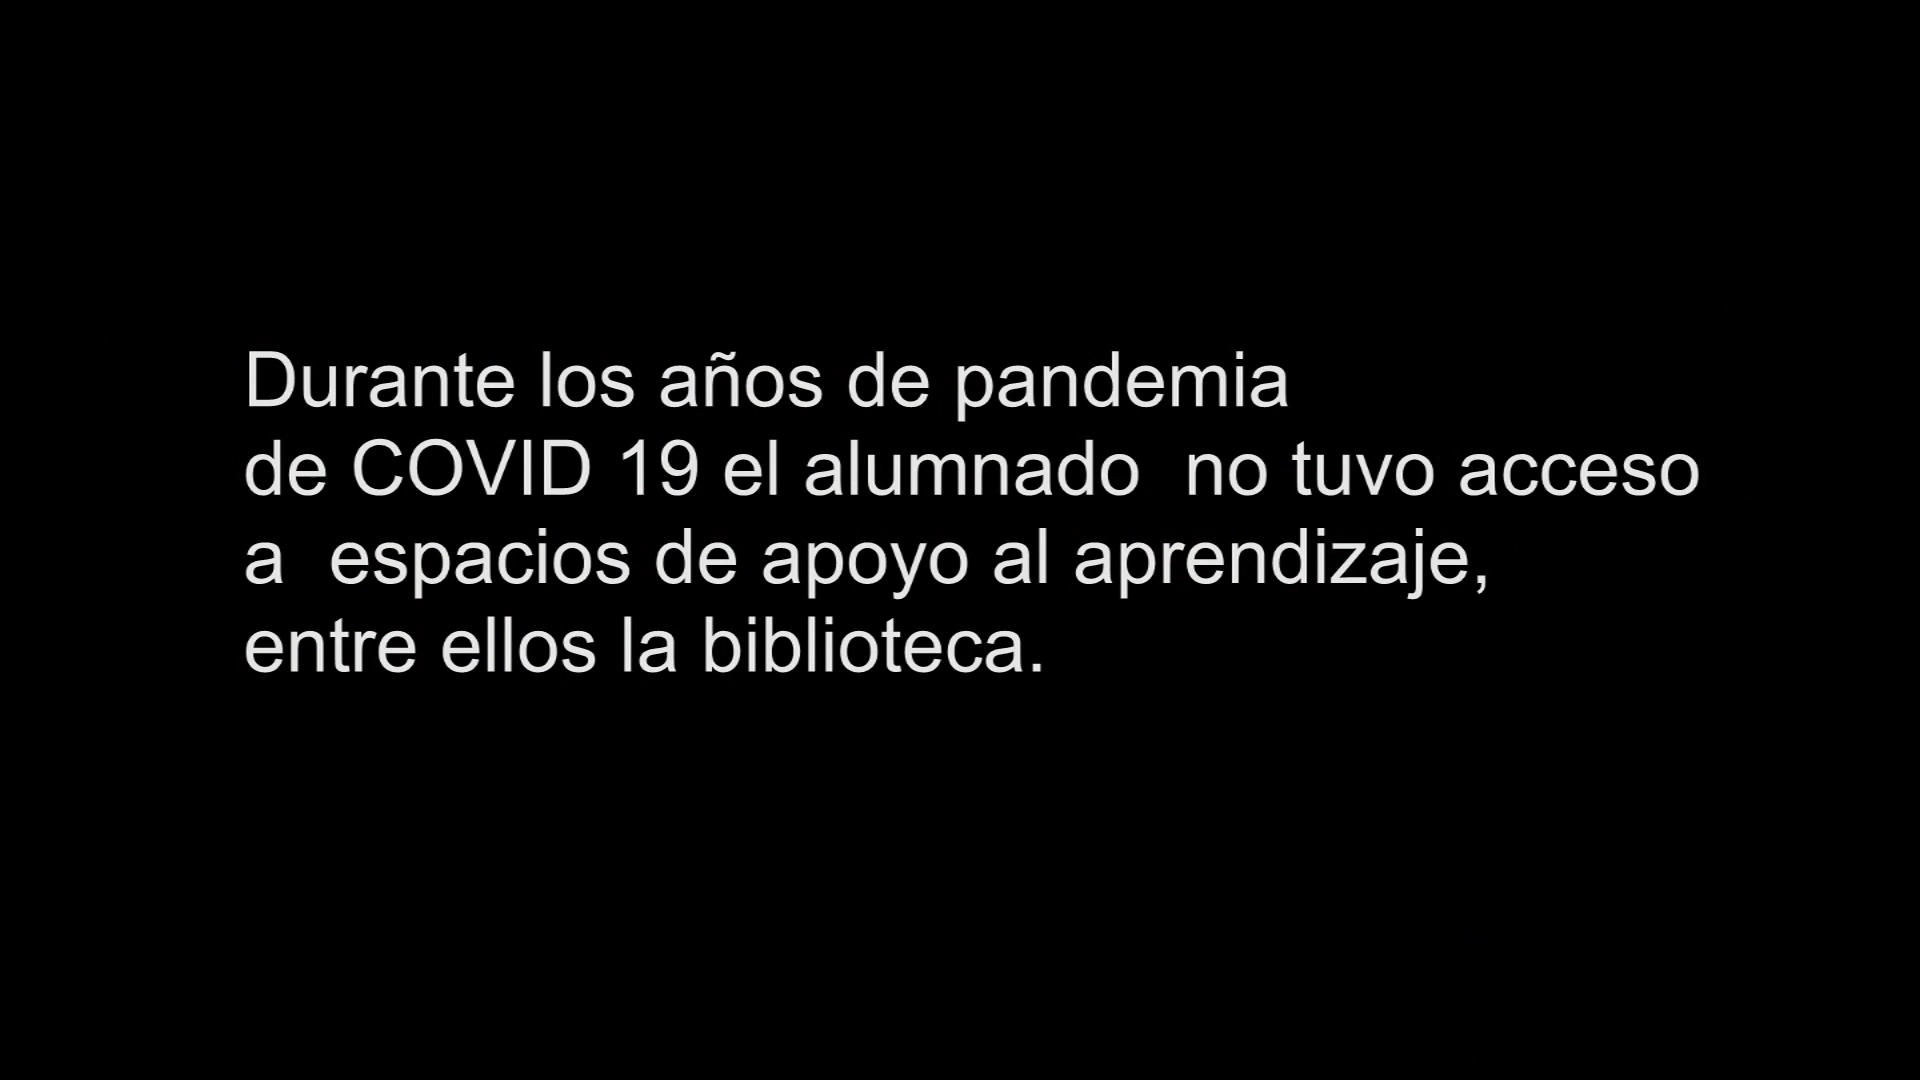 Durante los años de pandemia
de COVID 19 el alumnado  no tuvo acceso
a  espacios de apoyo al aprendizaje,
entre ellos la biblioteca.